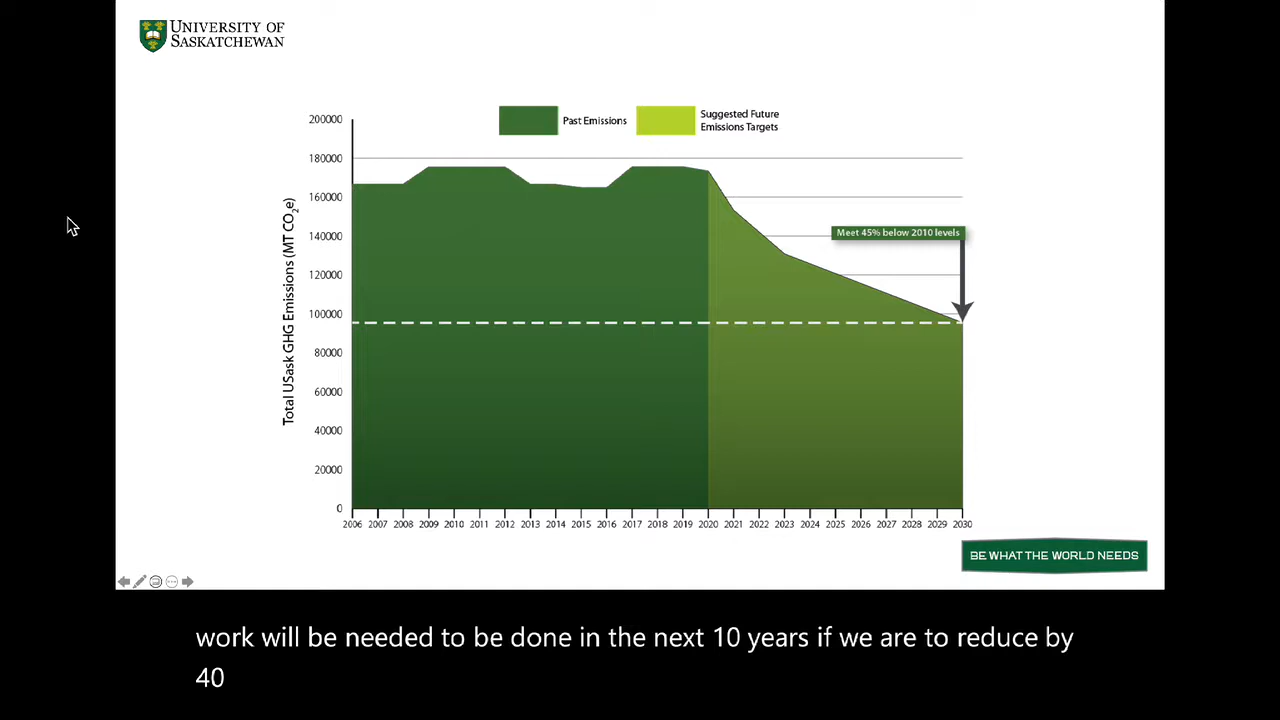 UNIVERSITY OF
SASKATCHEWAN
Past Emissions
Suggested Future
Emissions Targets
Total USask GHG Emissions (MT CO2e)
200000
180000
160000
140000
120000
100000
80000
60000
40000
20000
0
Meet 45% below 2010 levels
2006 2007 2008 2009 2010 2011 2012 2013 2014 2015 2016 2017 2018 2019 2020 2021 2022 2023 2024 2025 2026 2027 2028 2029 2030
BE WHAT THE WORLD NEEDS
work will be needed to be done in the next 10 years if we are to reduce by
40